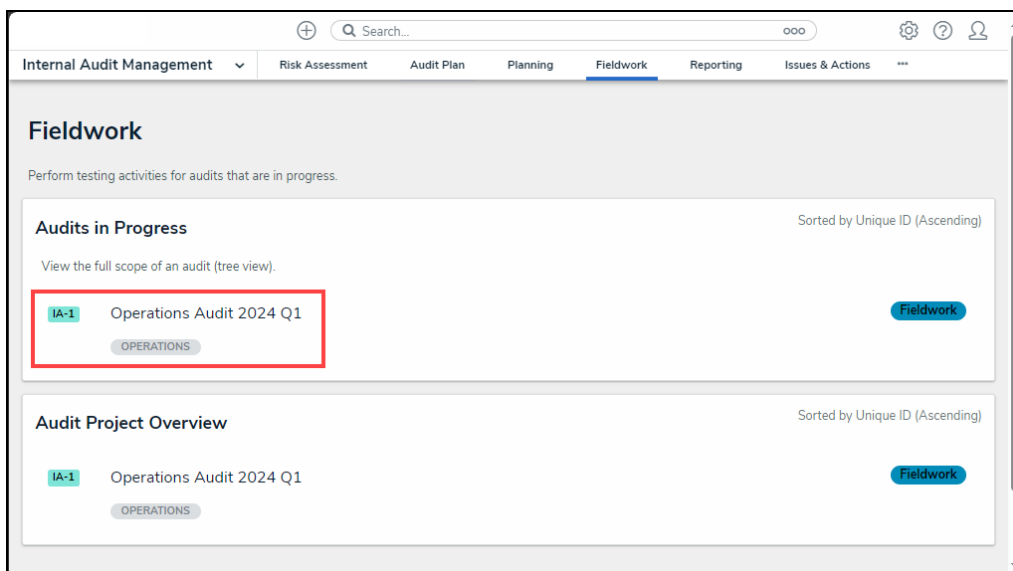 Search...
ooo
Internal Audit Management
Risk Assessment
Audit Plan
Planning
Fieldwork
Reporting
Issues & Actions
Fieldwork
Perform testing activities for audits that are in progress.
Audits in Progress
Sorted by Unique ID (Ascending)
View the full scope of an audit (tree view).
IA-1 Operations Audit 2024 Q1
Fieldwork
OPERATIONS
Audit Project Overview
Sorted by Unique ID (Ascending)
IA-1 Operations Audit 2024 Q1
Fieldwork
OPERATIONS